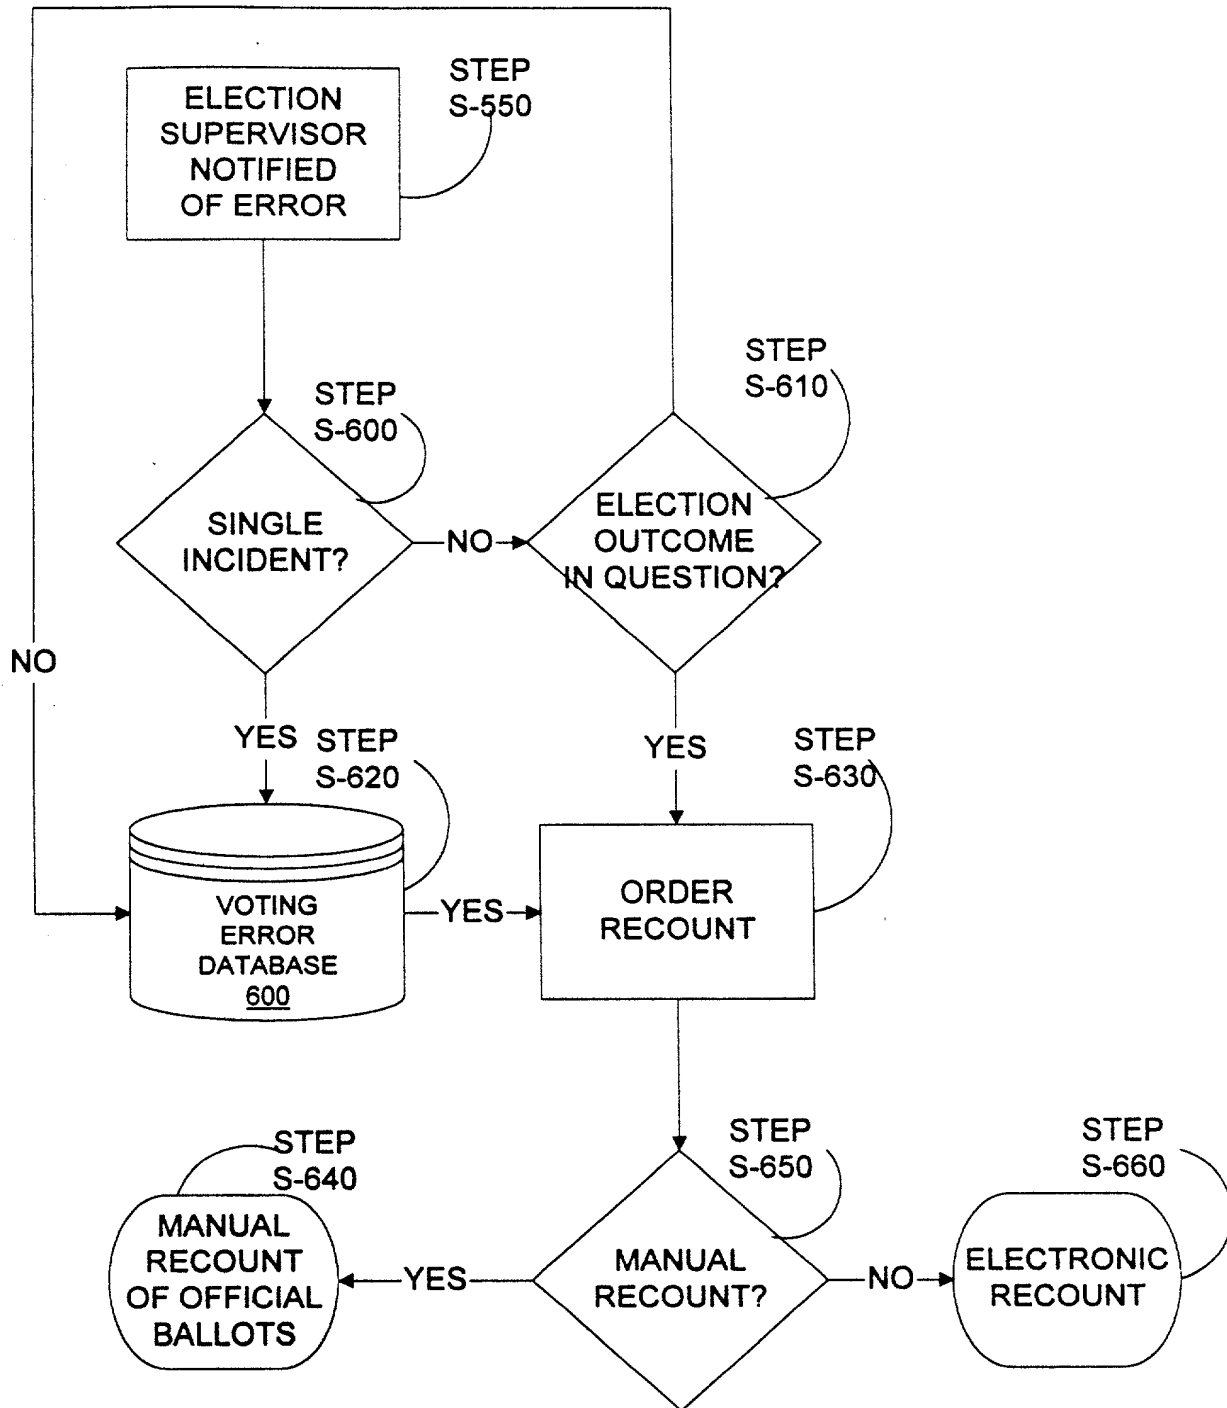 STEP
S-550
ELECTION
SUPERVISOR
NOTIFIED
OF ERROR
STEP
S-610
STEP
S-600
SINGLE
INCIDENT?
NO
ELECTION
OUTCOME
IN QUESTION?
NO
YES
STEP
S-620
YES
STEP
S-630
VOTING
ERROR
DATABASE
600
YES
ORDER
RECOUNT
STEP
S-640
STEP
S-650
STEP
S-660
MANUAL
RECOUNT
OF OFFICIAL
BALLOTS
YES
MANUAL
RECOUNT?
NO
ELECTRONIC
RECOUNT